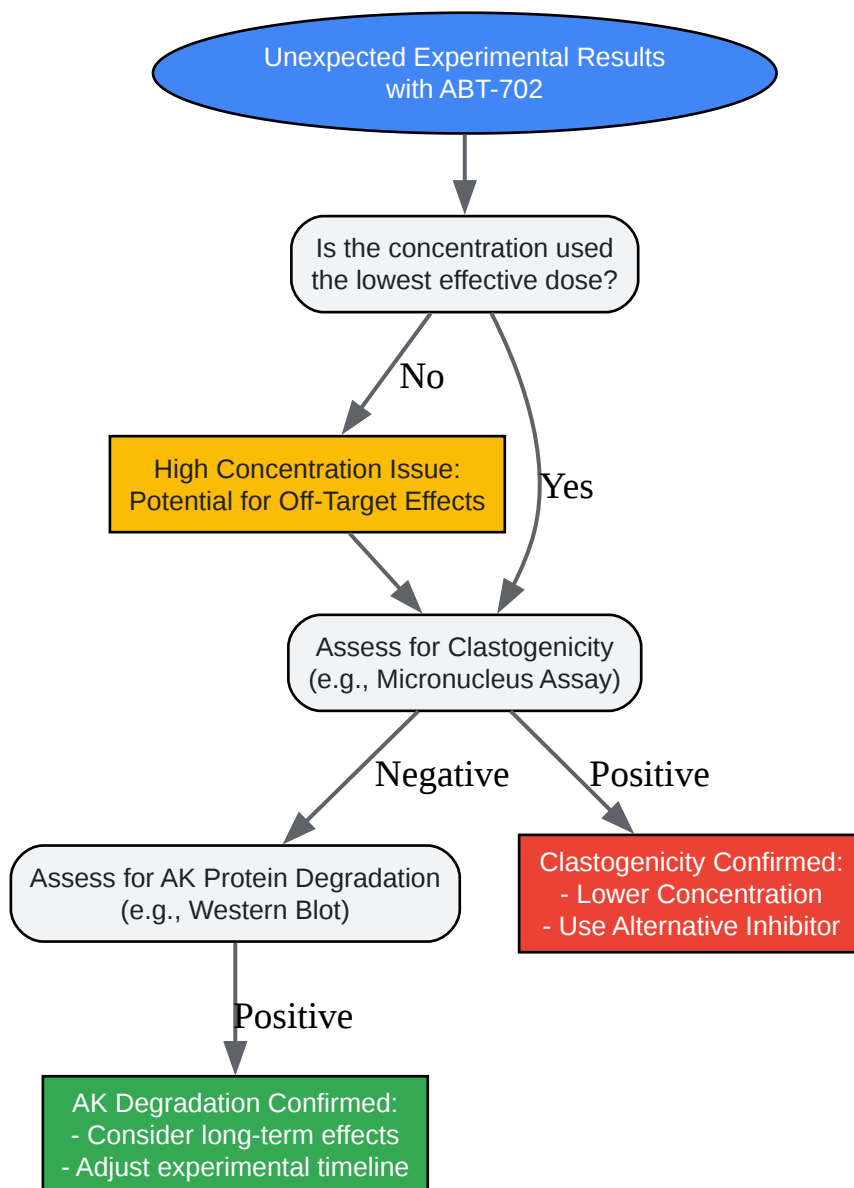 Unexpected Experimental Results
with ABT-702
Is the concentration used
the lowest effective dose?
No
High Concentration Issue:
Potential for Off-Target Effects
Yes
Assess for Clastogenicity
(e.g., Micronucleus Assay)
Negative
Positive
Assess for AK Protein Degradation
(e.g., Western Blot)
Clastogenicity Confirmed:
- Lower Concentration
- Use Alternative Inhibitor
Positive
AK Degradation Confirmed:
- Consider long-term effects
- Adjust experimental timeline